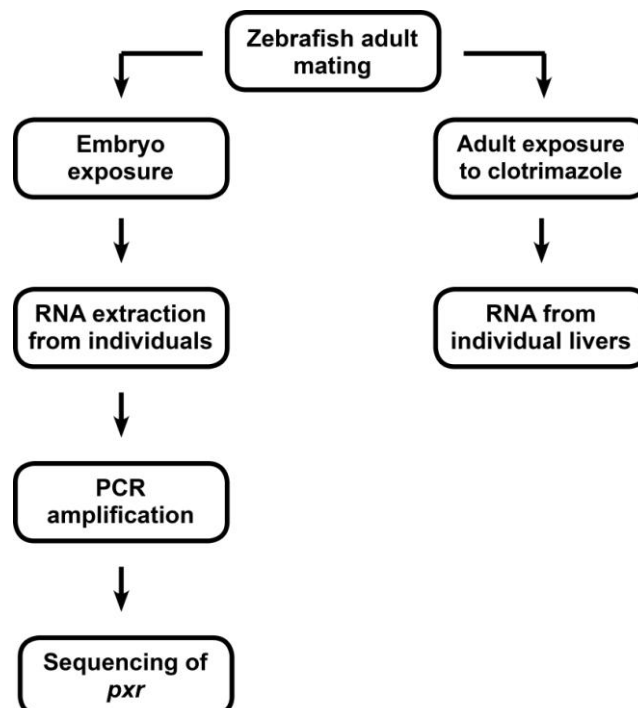 Zebrafish adult
mating
Embryo
exposure
Adult exposure
to clotrimazole
RNA extraction
from individuals
RNA from
individual livers
PCR
amplification
Sequencing of
pxr